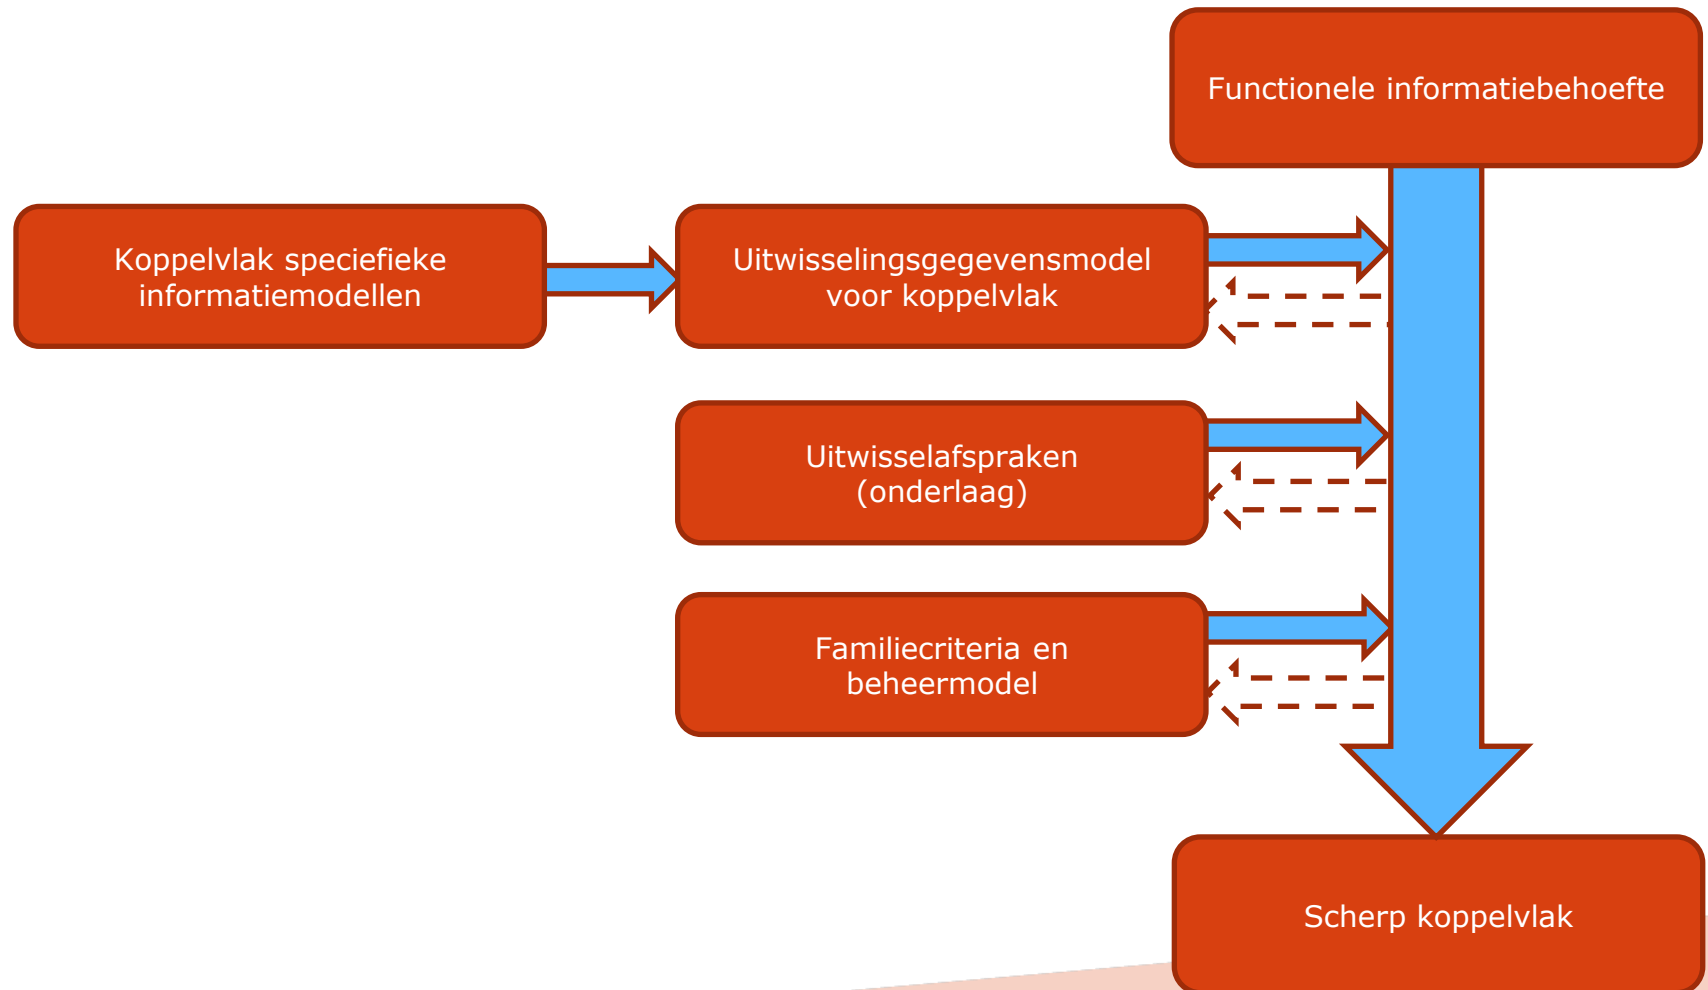 Functionele informatiebehoefte
Koppelvlak speciefieke
informatiemodellen
Uitwisselingsgegevensmodel
voor koppelvlak
Uitwisselafspraken
(onderlaag)
Familiecriteria en
beheermodel
Scherp koppelvlak